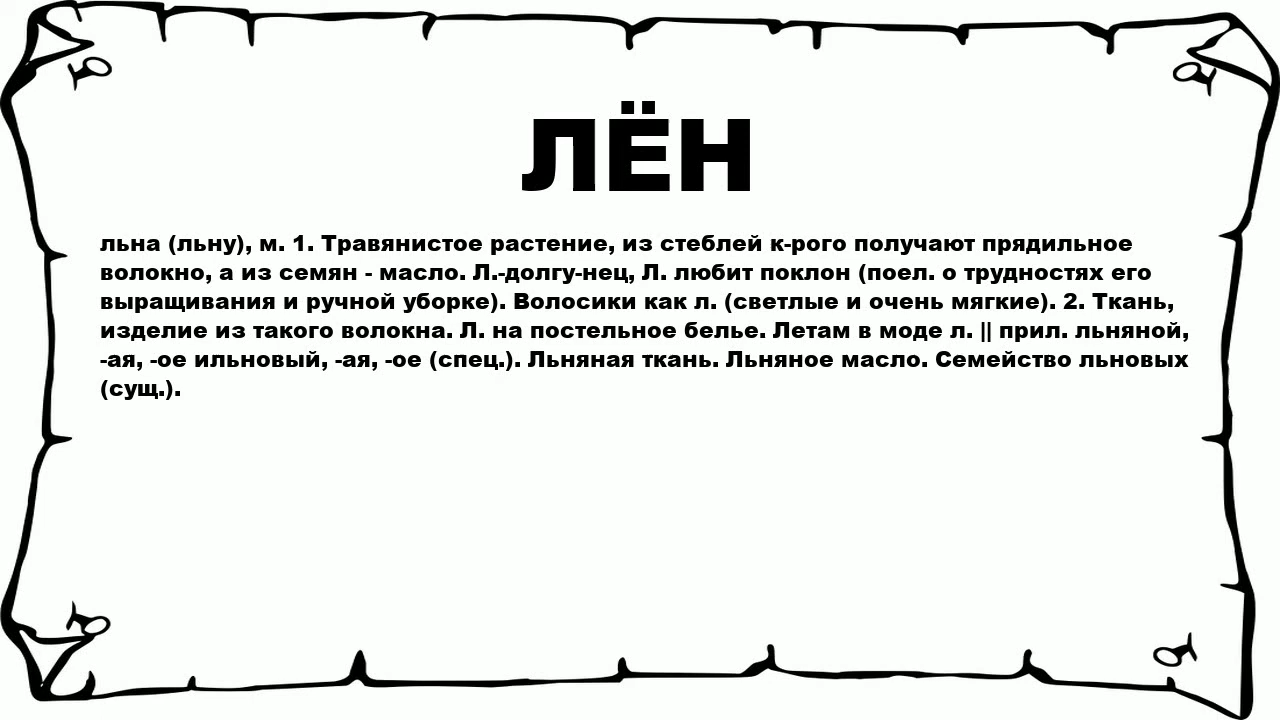 ЛЁН
льна (льну), м. 1. Травянистое растение, из стеблей к-рого получают прядильное
волокно, а из семян - масло. Л.-долгу-нец, Л. любит поклон (поел. о трудностях его
выращивания и ручной уборке). Волосики как л. (светлые и очень мягкие). 2. Ткань,
изделие из такого волокна. Л. на постельное белье. Летам в моде л. || прил. льняной,
-ая, -ое ильновый, -ая, -ое (спец.). Льняная ткань. Льняное масло. Семейство льновых
(сущ.).